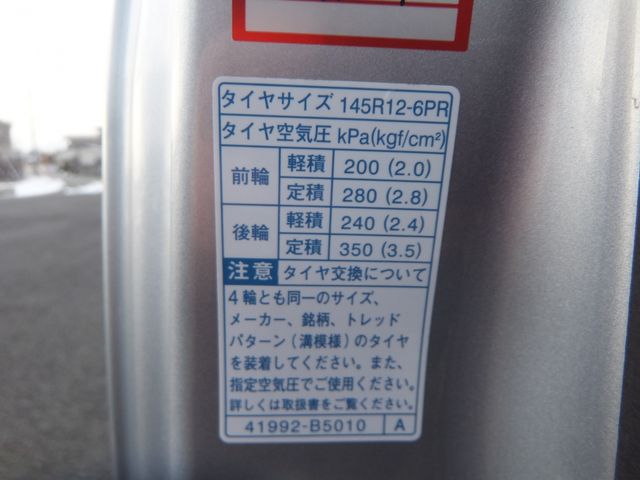 タイヤサイズ 145R12-6PR
タイヤ空気圧 kPa(kgf/cm²)
前輪 軽積 200 (2.0)
定積 280 (2.8)
後輪 軽積 240 (2.4)
定積 350 (3.5)
注意 タイヤ交換について
4輪とも同一のサイズ、
メーカー、銘柄、トレッド
パターン(溝模様)のタイヤ
を装着してください。また、
指定空気圧でご使用ください。
詳しくは取扱書をご覧ください。
41992-B5010 A